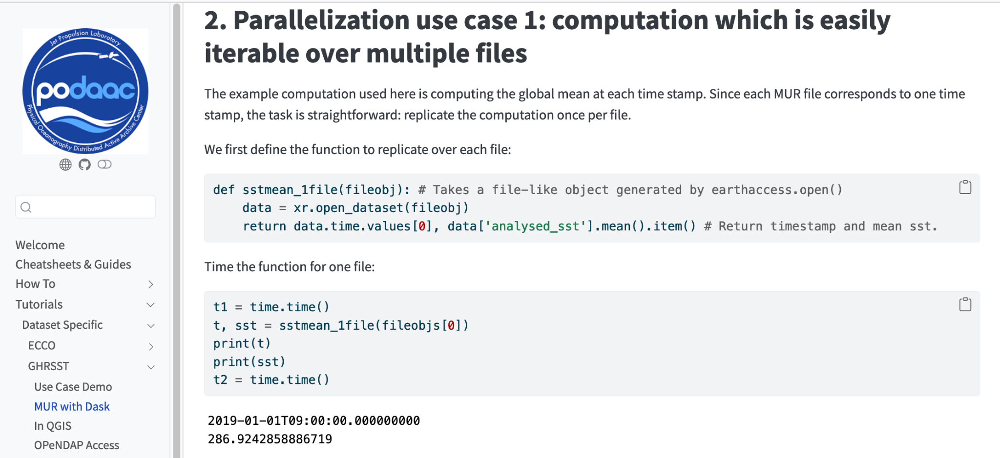 Jet Propulsion Laboratory
podaac
Physical Oceanography Distributed Active Archive Center
Welcome
Cheatsheets & Guides
How To
Tutorials
Dataset Specific
ECCO
GHRSST
Use Case Demo
MUR with Dask
In QGIS
OPeNDAP Access
2. Parallelization use case 1: computation which is easily
iterable over multiple files
The example computation used here is computing the global mean at each time stamp. Since each MUR file corresponds to one time
stamp, the task is straightforward: replicate the computation once per file.
We first define the function to replicate over each file:
def sstmean_1file(fileobj): # Takes a file-like object generated by earthaccess.open()
    data = xr.open_dataset(fileobj)
    return data.time.values[0], data['analysed_sst'].mean().item() # Return timestamp and mean sst.
Time the function for one file:
t1 = time.time()
t, sst = sstmean_1file(fileobjs[0])
print(t)
print(sst)
t2 = time.time()
2019-01-01T09:00:00.000000000
286.9242858886719